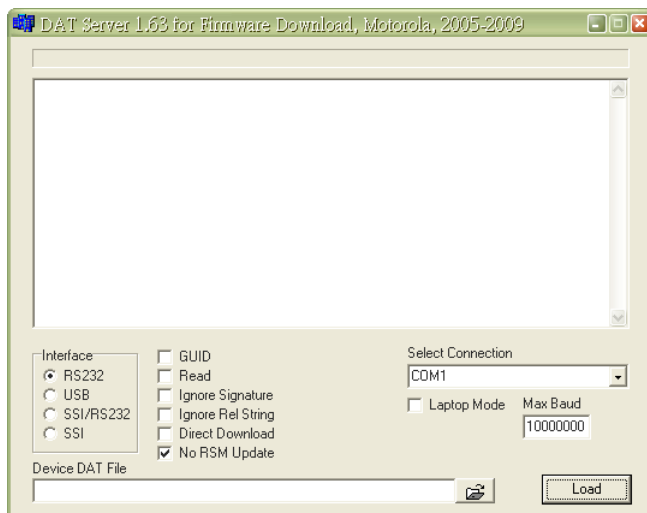 DAT Server 1.63 for Firmware Download, Motorola, 2005-2009
Interface
RS232
USB
SSI/RS232
SSI
GUID
Read
Ignore Signature
Ignore Rel String
Direct Download
No RSM Update
Select Connection
COM1
Laptop Mode
Max Baud
10000000
Device DAT File
Load